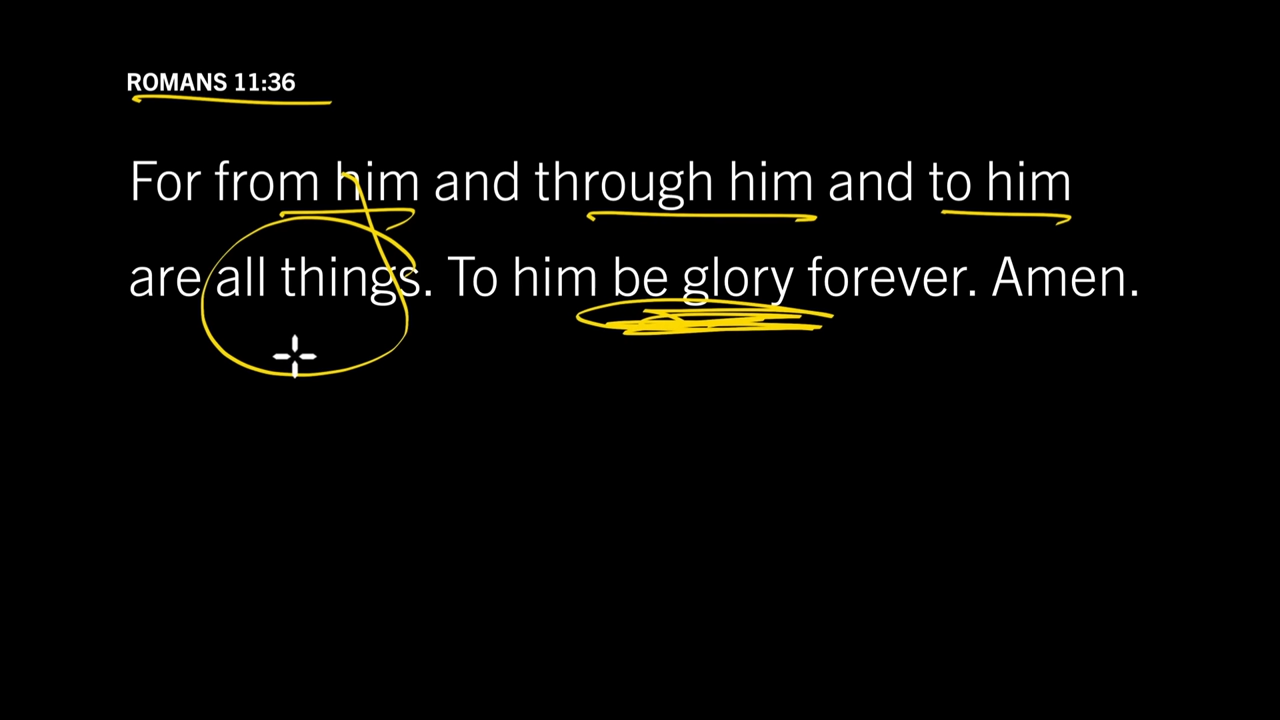 ROMANS 11:36
For from him and through him and to him
are all things. To him be glory forever. Amen.